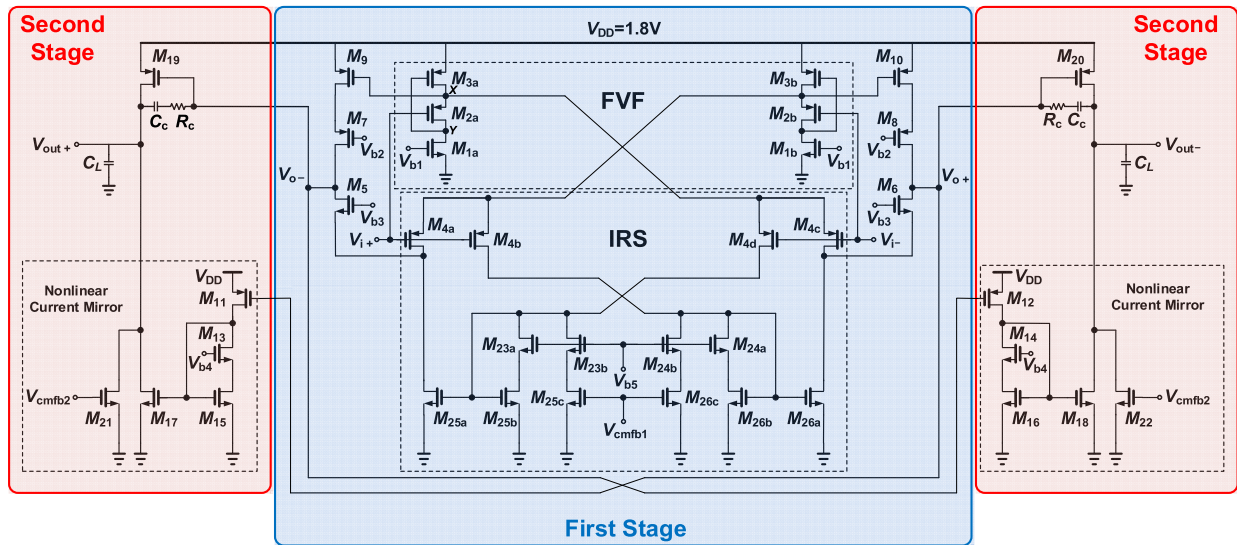 Second
Stage
V_DD=1.8V
Second
Stage
M19
M9
M3a
X
M3b
M10
M20
FVF
Cc
Rc
M2a
M2b
Rc
Cc
M7
Vb2
Y
M8
Vb2
Vout+
CL
Vb1
M1a
M1b
Vb1
Vout−
CL
Vo−
M5
Vb3
M6
Vb3
Vo+
Vi+
M4a
M4b
IRS
M4d
M4c
Vi−
Nonlinear
Current Mirror
VDD
M11
VDD
M12
Nonlinear
Current Mirror
M13
Vb4
M14
Vb4
M23a
M23b
M24b
M24a
Vb5
Vcmfb2
M21
M17
M15
M25a
M25b
M25c
M26c
M26b
M26a
M16
M18
M22
Vcmfb2
Vcmfb1
First Stage